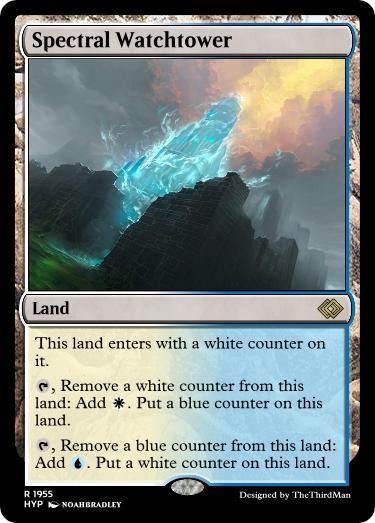 Spectral Watchtower
Land
This land enters with a white counter on
it.
, Remove a white counter from this
land: Add . Put a blue counter on this
land.
, Remove a blue counter from this land:
Add . Put a white counter on this land.
R 1955
HYP NOAHBRADLEY
Designed by TheThirdMan